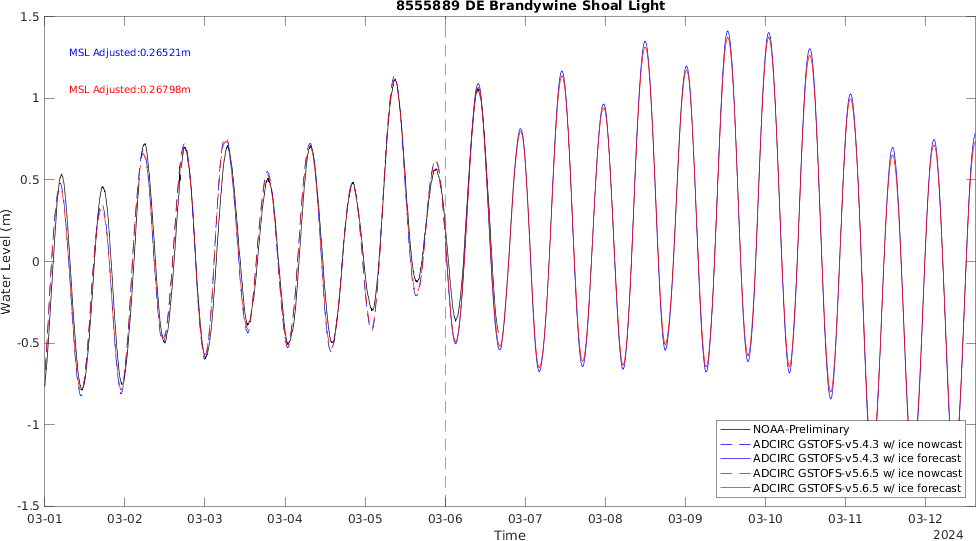 8555889 DE Brandywine Shoal Light
1.5
MSL Adjusted:0.26521m
MSL Adjusted:0.26798m
1
0.5
0
-0.5
-1
-1.5
Water Level (m)
NOAA-Preliminary
ADCIRC GSTOFS-v5.4.3 w/ ice nowcast
ADCIRC GSTOFS-v5.4.3 w/ ice forecast
ADCIRC GSTOFS-v5.6.5 w/ ice nowcast
ADCIRC GSTOFS-v5.6.5 w/ ice forecast
03-01 03-02 03-03 03-04 03-05 03-06 03-07 03-08 03-09 03-10 03-11 03-12
Time
2024